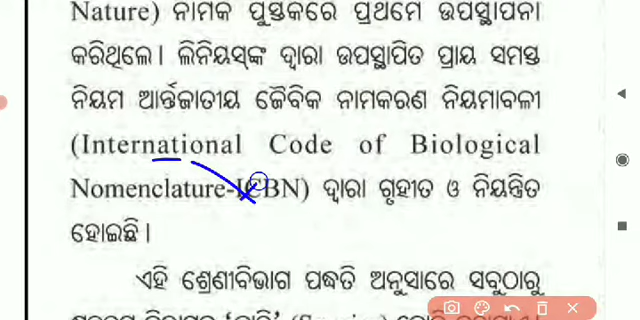 Nature) ନାମକ ପୁସ୍ତକରେ ପ୍ରଥମେ ଉପସ୍ଥାପନା
କରିଥିଲେ। ଲିନିୟସ୍‌ଙ୍କ ଦ୍ୱାରା ଉପସ୍ଥାପିତ ପ୍ରାୟ ସମସ୍ତ
ନିୟମ ଆର୍ନ୍ତଜାତୀୟ ଜୈବିକ ନାମକରଣ ନିୟମାବଳୀ
(International Code of Biological
Nomenclature-ICBN) ଦ୍ୱାରା ଗୃହୀତ ଓ ନିୟନ୍ତ୍ରିତ
ହୋଇଛି।
ଏହି ଶ୍ରେଣୀବିଭାଗ ପଦ୍ଧତି ଅନୁସାରେ ସବୁଠାରୁ